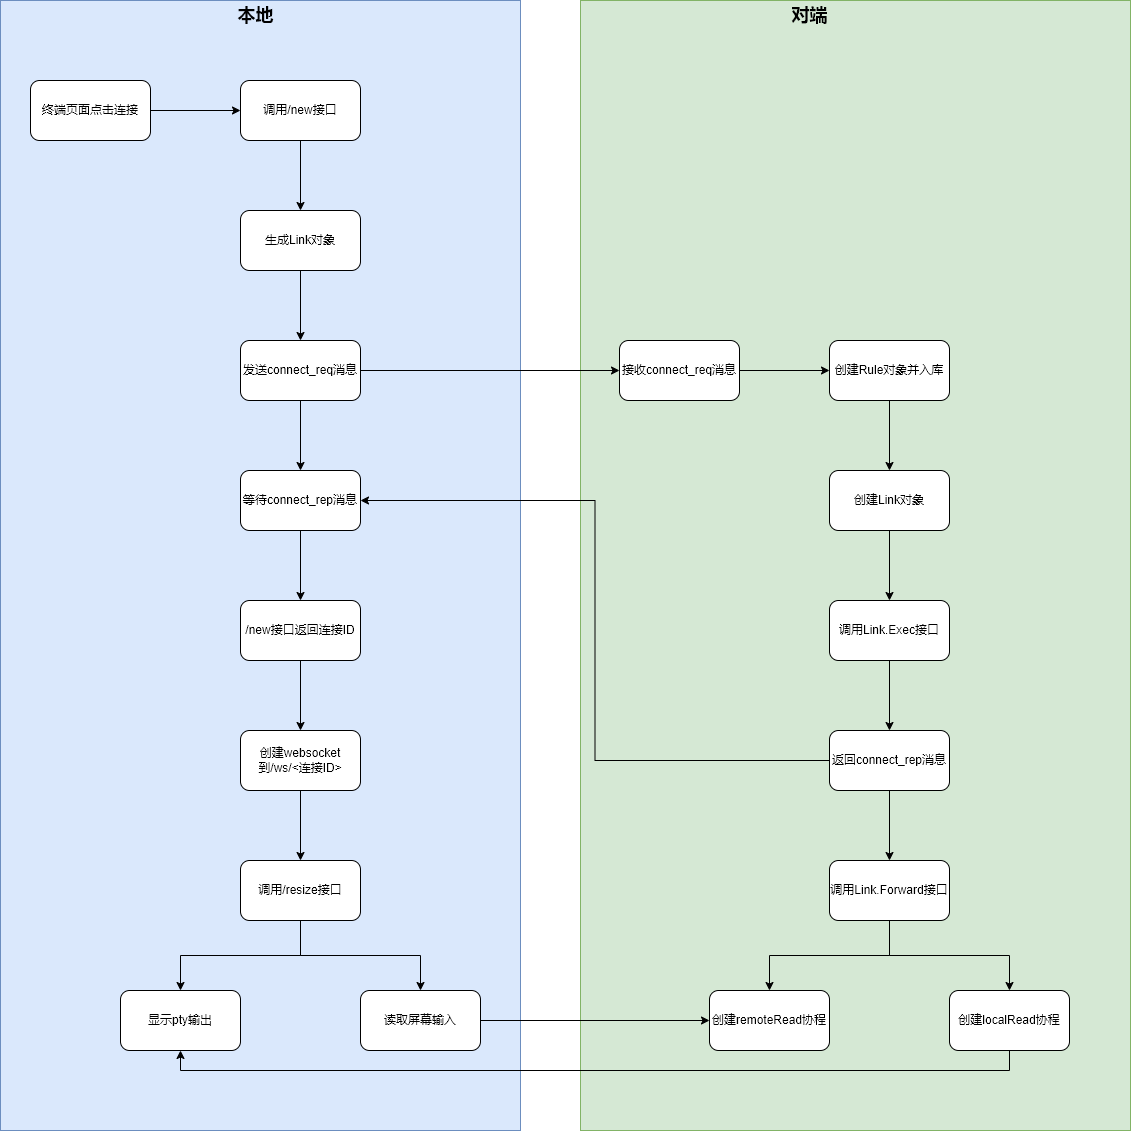 本地
对端
终端页面点击连接
调用/new接口
生成Link对象
发送connect_req消息
接收connect_req消息
创建Rule对象并入库
等待connect_rep消息
创建Link对象
/new接口返回连接ID
调用Link.Exec接口
创建websocket
到/ws/<连接ID>
返回connect_rep消息
调用/resize接口
调用Link.Forward接口
显示pty输出
读取屏幕输入
创建remoteRead协程
创建localRead协程